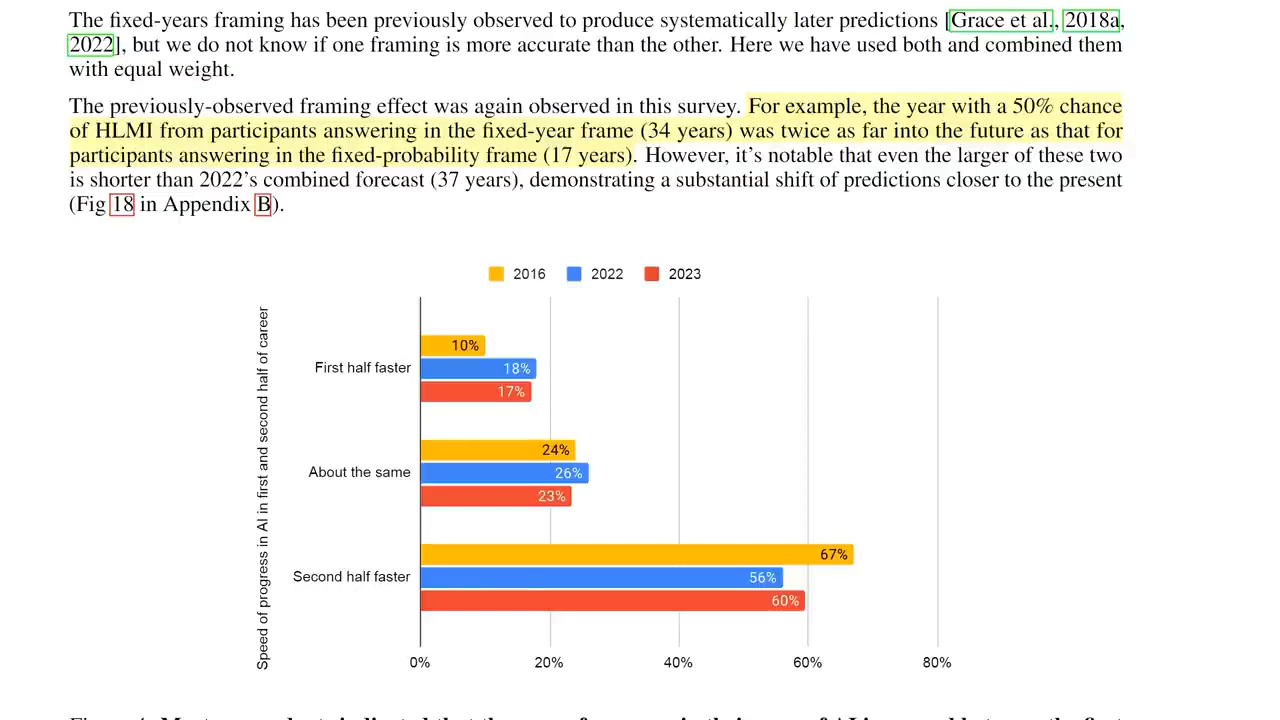 The fixed-years framing has been previously observed to produce systematically later predictions [Grace et al., 2018a,
2022], but we do not know if one framing is more accurate than the other. Here we have used both and combined them
with equal weight.
The previously-observed framing effect was again observed in this survey. For example, the year with a 50% chance
of HLMI from participants answering in the fixed-year frame (34 years) was twice as far into the future as that for
participants answering in the fixed-probability frame (17 years). However, it's notable that even the larger of these two
is shorter than 2022's combined forecast (37 years), demonstrating a substantial shift of predictions closer to the present
(Fig 18 in Appendix B).
2016 2022 2023
Speed of progress in AI in first and second half of career
10%
First half faster 18%
17%
24%
About the same 26%
23%
67%
Second half faster 56%
60%
0% 20% 40% 60% 80%